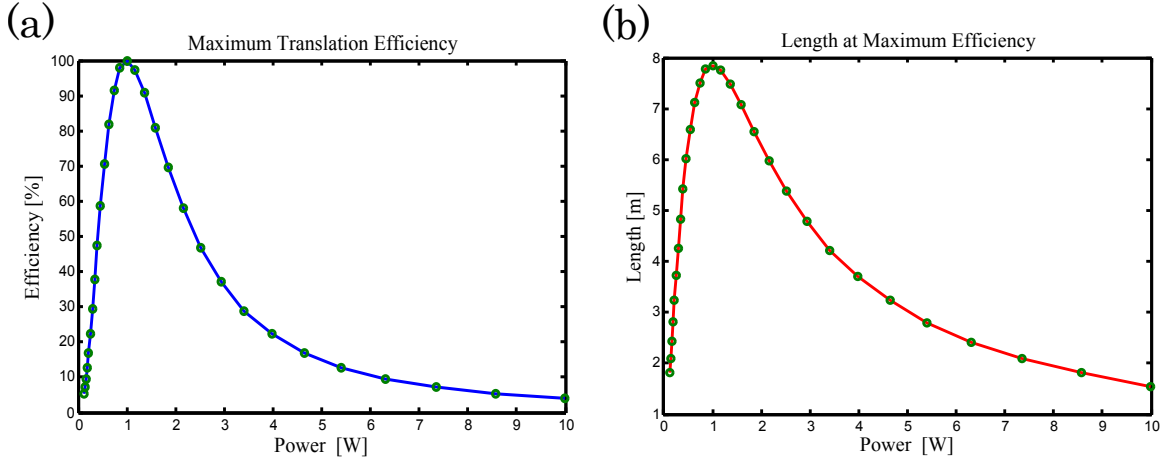 (a)
Maximum Translation Efficiency
Efficiency [%]
100
90
80
70
60
50
40
30
20
10
0
0 1 2 3 4 5 6 7 8 9 10
Power [W]
(b)
Length at Maximum Efficiency
Length [m]
8
7
6
5
4
3
2
1
0 1 2 3 4 5 6 7 8 9 10
Power [W]